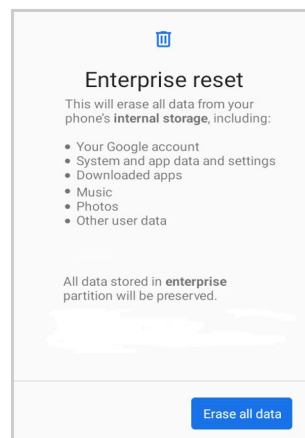 Enterprise reset
This will erase all data from your
phone's internal storage, including:
• Your Google account
• System and app data and settings
• Downloaded apps
• Music
• Photos
• Other user data
All data stored in enterprise
partition will be preserved.
Erase all data